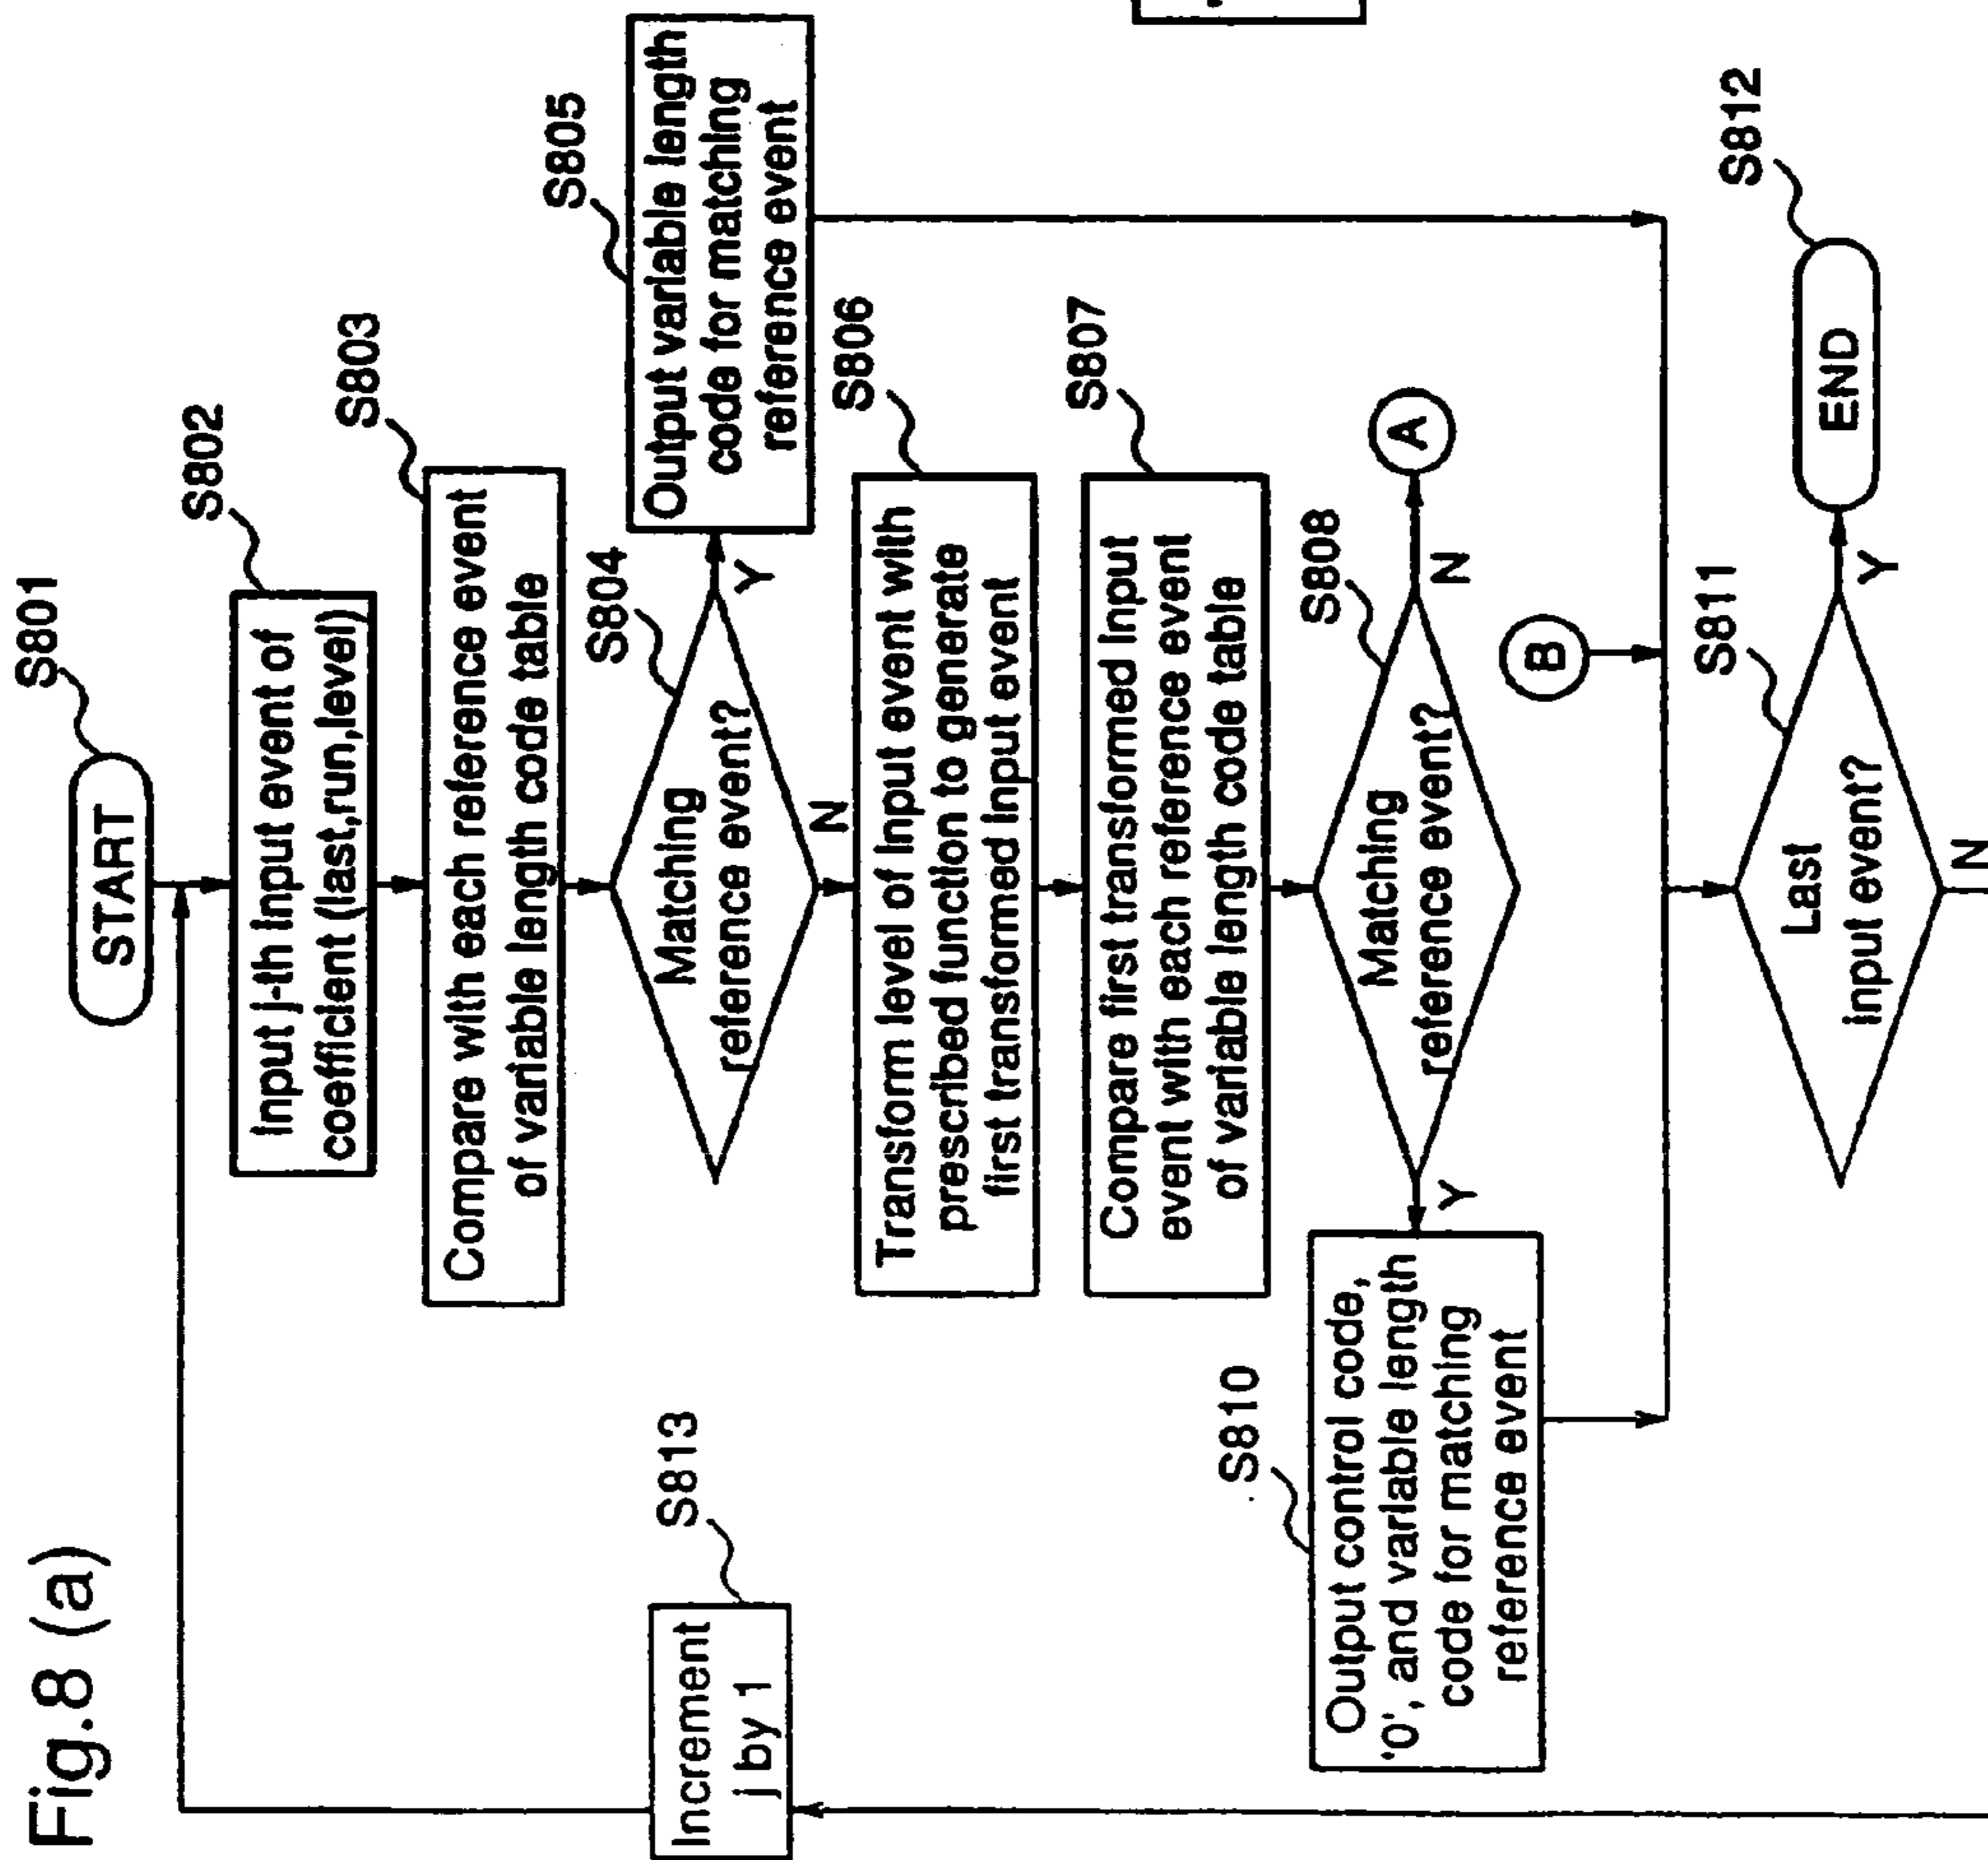 Fig.8 (a)
START
S801
Input j-th input event of
coefficient (last,run,level)
S802
Compare with each reference event
of variable length code table
S803
Matching
reference event?
S804
Y
N
Output variable length
code for matching
reference event
S805
Transform level of input event with
prescribed function to generate
first transformed input event
S806
Compare first transformed input
event with each reference event
of variable length code table
S807
Matching
reference event?
S808
Y
N
A
Output control code,
'0', and variable length
code for matching
reference event
S810
B
Last
input event?
S811
Y
N
END
S812
Increment
j by 1
S813